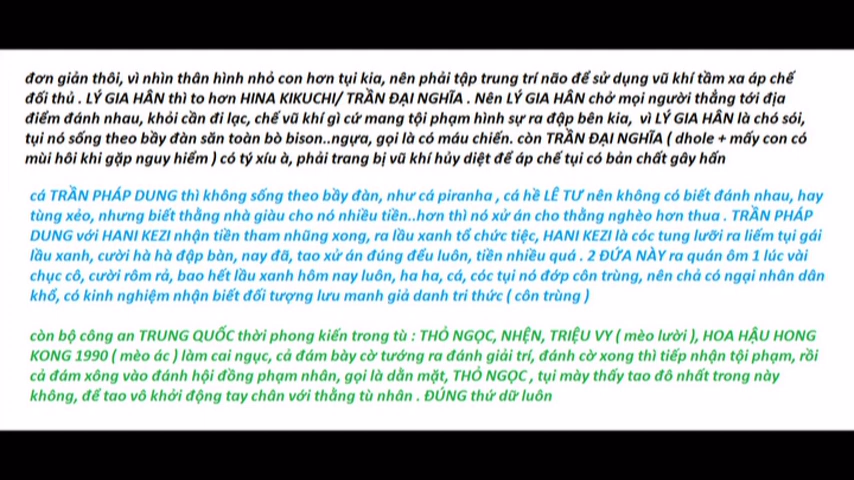 đơn giản thôi, vì nhìn thân hình nhỏ con hơn tụi kia, nên phải tập trung trí não để sử dụng vũ khí tầm xa áp chế
đối thủ . LÝ GIA HÂN thì to hơn HINA KIKUCHI/ TRẦN ĐẠI NGHĨA . Nên LÝ GIA HÂN chở mọi người thẳng tới địa
điểm đánh nhau, khỏi cần đi lạc, chế vũ khí gì cứ mang tội phạm hình sự ra đập bên kia,  vì LÝ GIA HÂN là chó sói,
tụi nó sống theo bầy đàn săn toàn bò bison..ngựa, gọi là có máu chiến. còn TRẦN ĐẠI NGHĨA ( dhole + mấy con có
mùi hôi khi gặp nguy hiểm ) có tý xíu à, phải trang bị vũ khí hủy diệt để áp chế tụi có bản chất gây hấn
cá TRẦN PHÁP DUNG thì không sống theo bầy đàn, như cá piranha , cá hề LÊ TƯ nên không có biết đánh nhau, hay
tùng xẻo, nhưng biết thằng nhà giàu cho nó nhiều tiền..hơn thì nó xử án cho thằng nghèo hơn thua . TRẦN PHÁP
DUNG với HANI KEZI nhận tiền tham nhũng xong, ra lầu xanh tổ chức tiệc, HANI KEZI là cóc tung lưỡi ra liếm tụi gái
lầu xanh, cười hà hà đập bàn, nay đã, tao xử án đúng đểu luôn, tiền nhiều quá . 2 ĐỨA NÀY ra quán ôm 1 lúc vài
chục cô, cười rôm rả, bao hết lầu xanh hôm nay luôn, ha ha, cá, cóc tụi nó đớp côn trùng, nên chả có ngại nhân dân
khổ, có kinh nghiệm nhận biết đối tượng lưu manh giả danh tri thức ( côn trùng )
còn bộ công an TRUNG QUỐC thời phong kiến trong tù : THỎ NGỌC, NHỆN, TRIỆU VY ( mèo lười ), HOA HẬU HONG
KONG 1990 ( mèo ác ) làm cai ngục, cả đám bày cờ tướng ra đánh giải trí, đánh cờ xong thì tiếp nhận tội phạm, rồi
cả đám xông vào đánh hội đồng phạm nhân, gọi là dằn mặt, THỎ NGỌC , tụi mày thấy tao đô nhất trong này
không, để tao vô khởi động tay chân với thằng tù nhân . ĐÚNG thứ dữ luôn